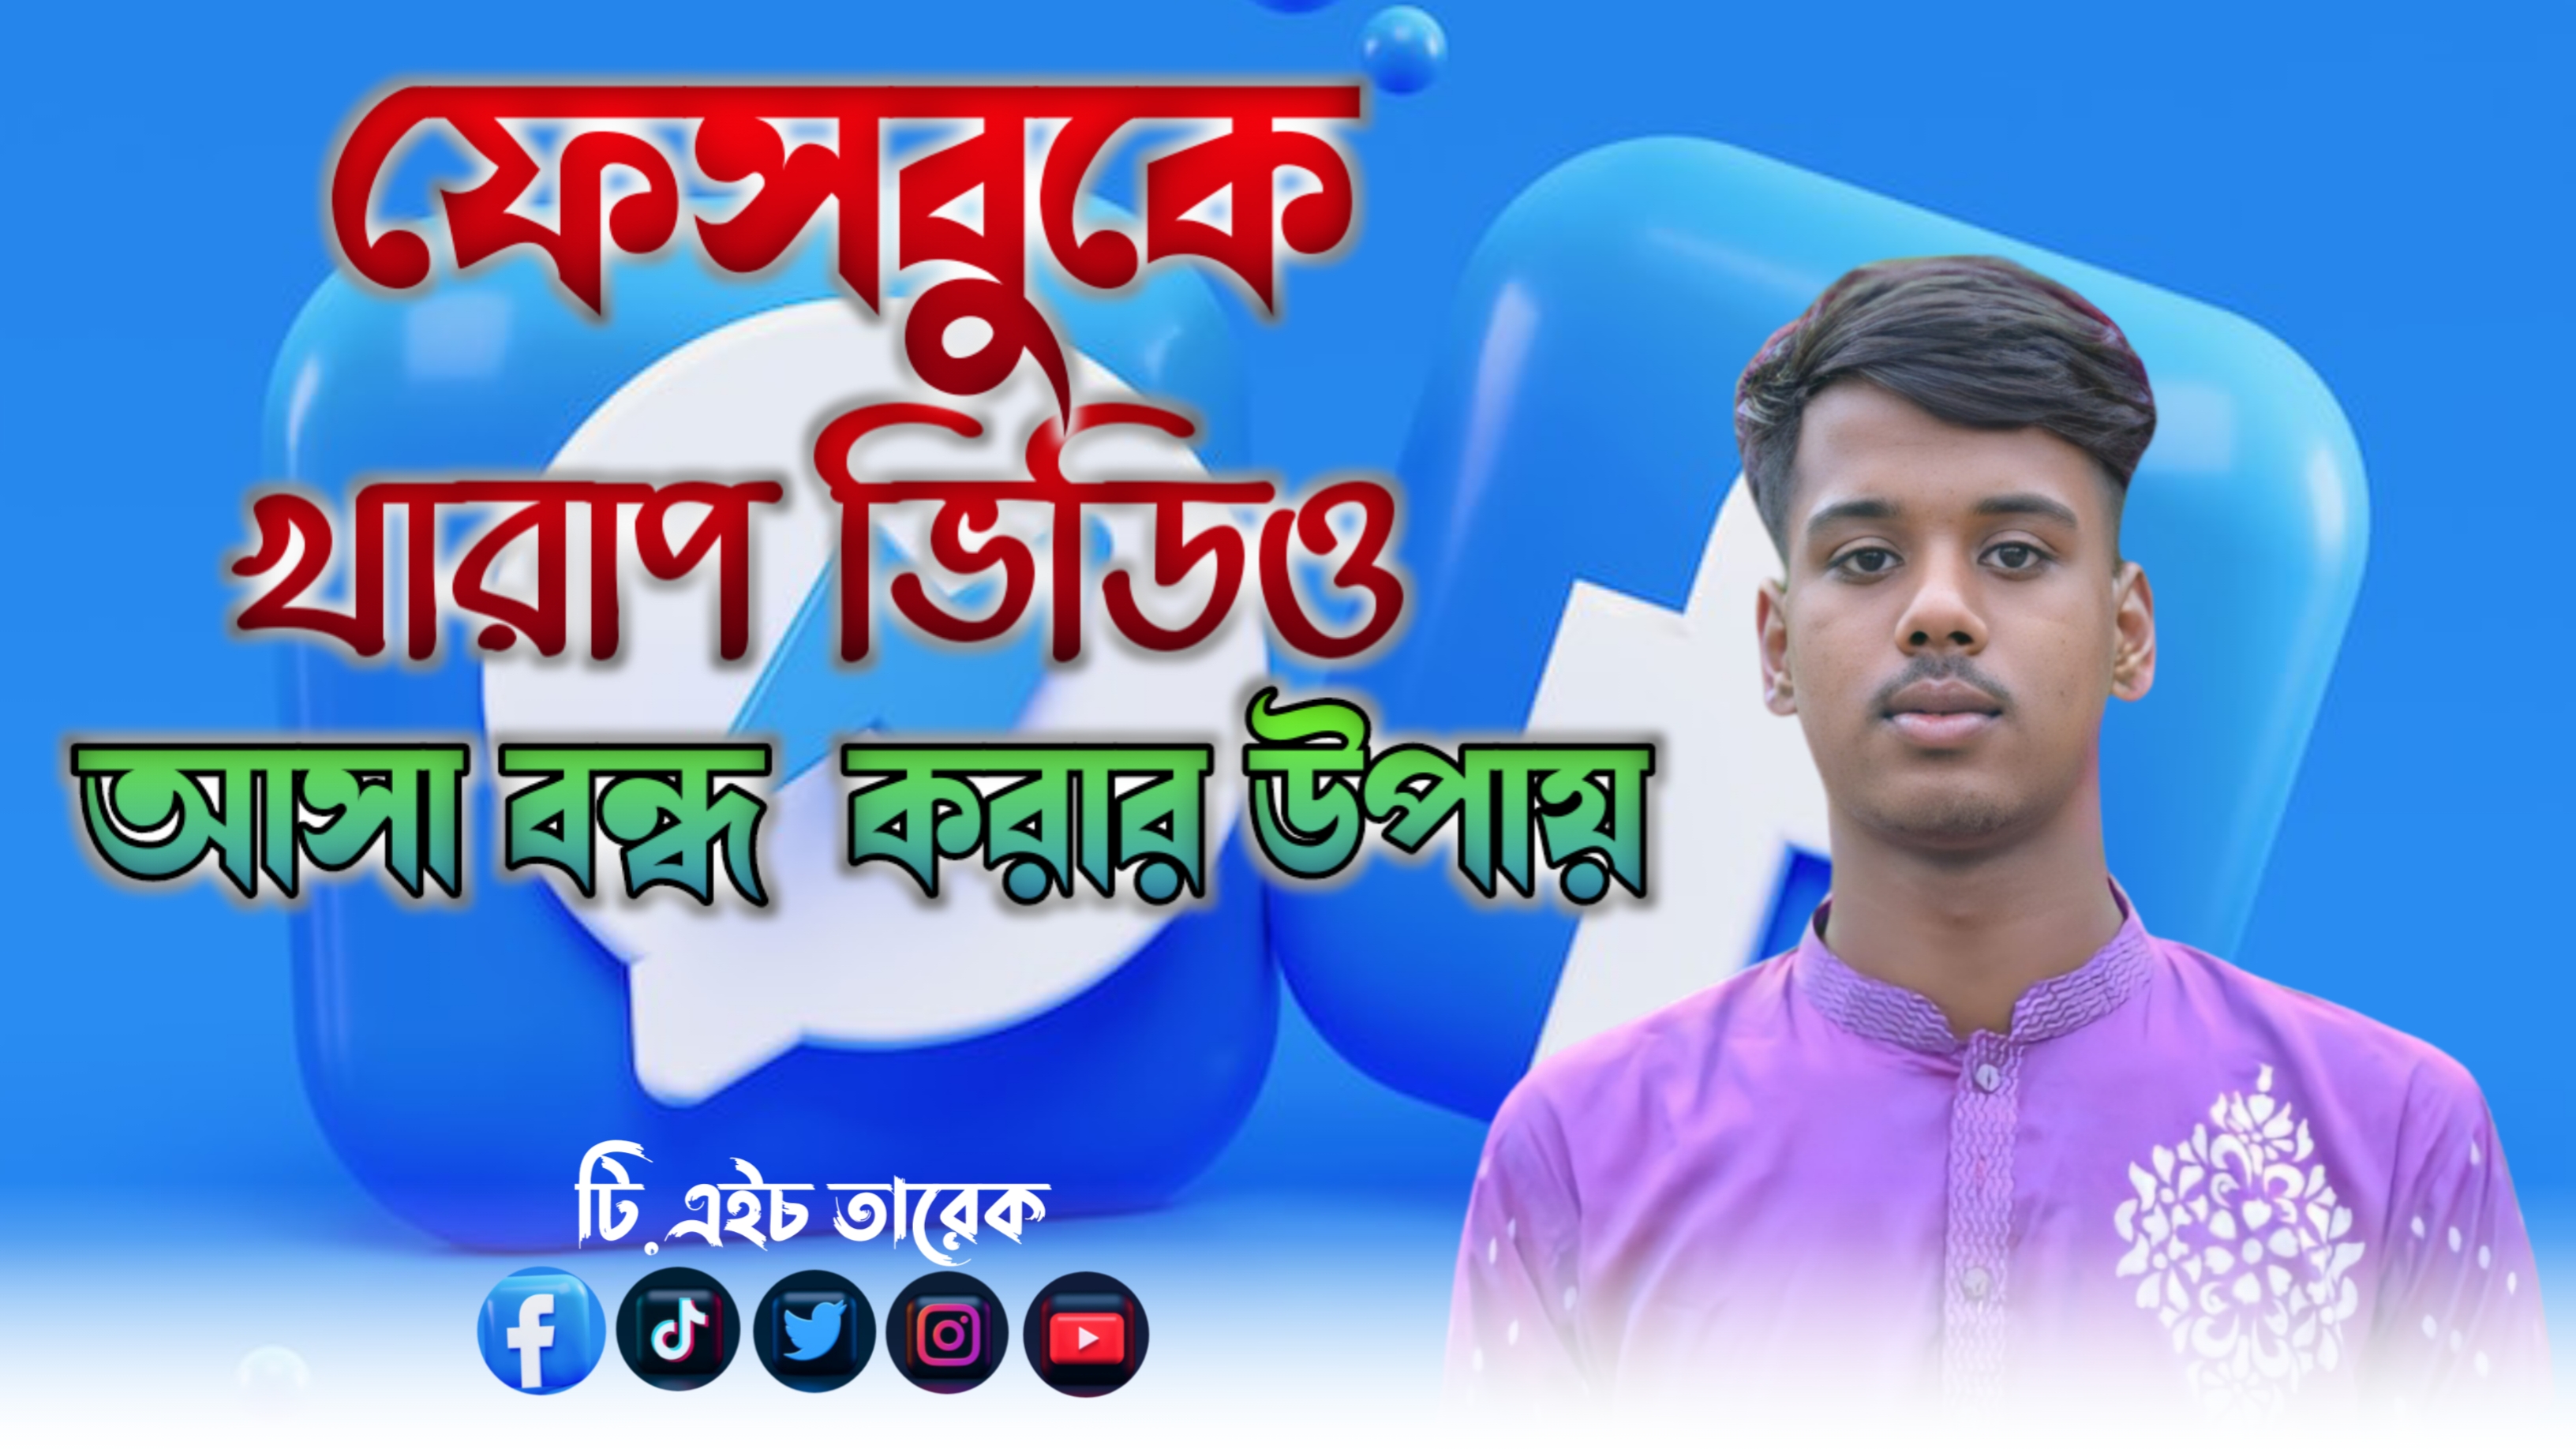 ফেসবুকে
খারাপ ভিডিও
আসা বন্ধ করার উপায়
টি. এইচ তারেক